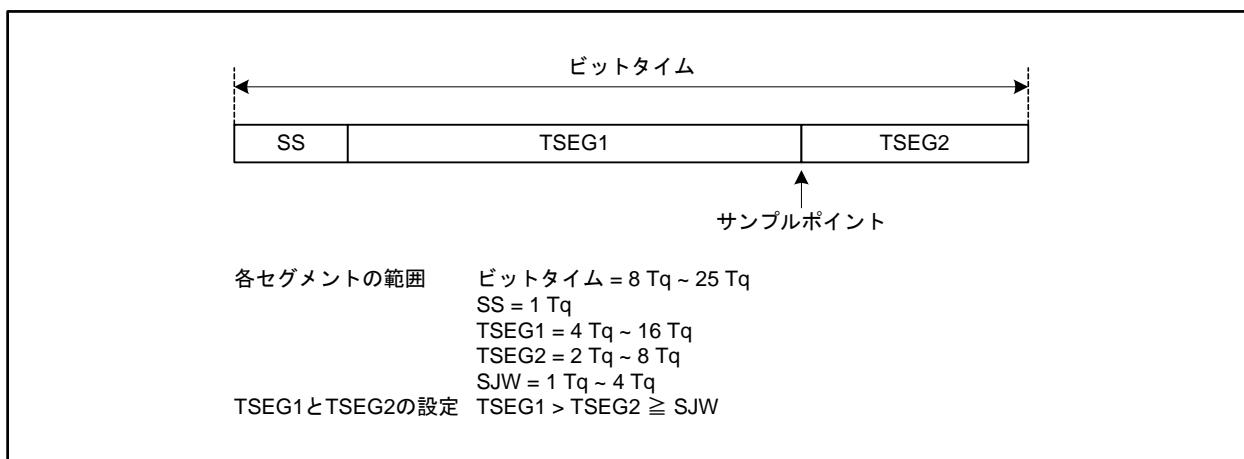 ビットタイム
SS TSEG1 TSEG2
サンプルポイント
各セグメントの範囲 ビットタイム = 8 Tq ~ 25 Tq
SS = 1 Tq
TSEG1 = 4 Tq ~ 16 Tq
TSEG2 = 2 Tq ~ 8 Tq
SJW = 1 Tq ~ 4 Tq
TSEG1とTSEG2の設定 TSEG1 > TSEG2 ≧ SJW